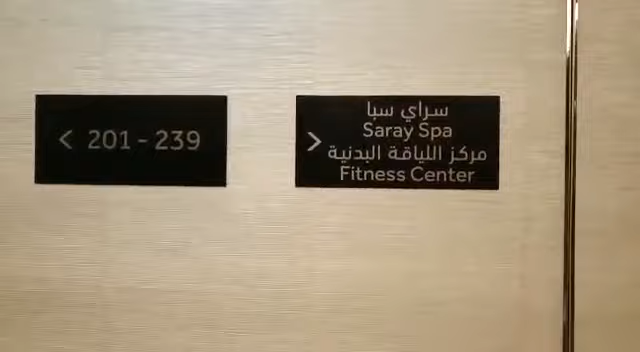 < 201 - 239
سراي سبا
Saray Spa
> مركز اللياقة البدنية
Fitness Center